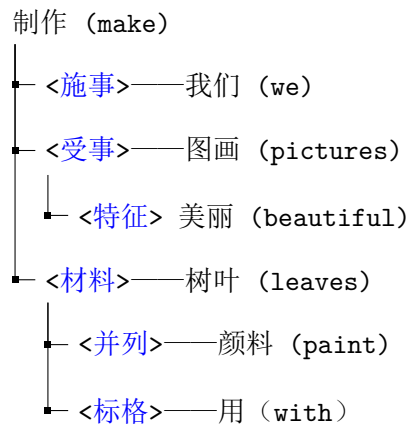 制作 (make)
<施事>——我们 (we)
<受事>——图画 (pictures)
<特征> 美丽 (beautiful)
<材料>——树叶 (leaves)
<并列>——颜料 (paint)
<标格>——用（with）